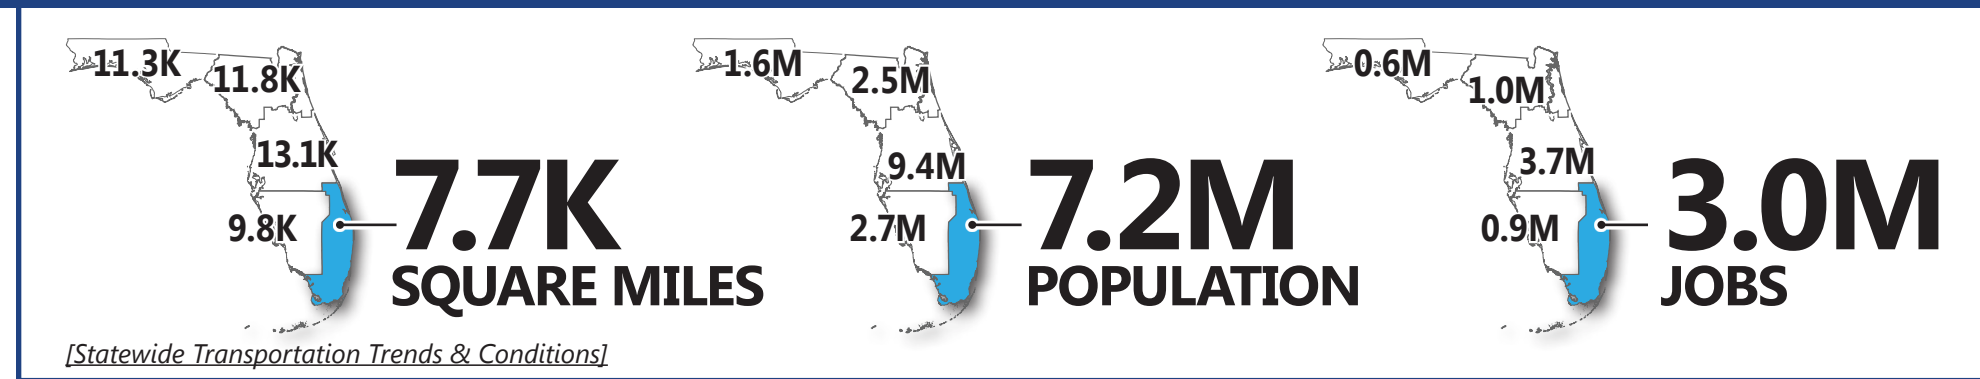 11.3K
11.8K
13.1K
9.8K
7.7K
SQUARE MILES
1.6M
2.5M
9.4M
2.7M
7.2M
POPULATION
0.6M
1.0M
3.7M
0.9M
3.0M
JOBS
[Statewide Transportation Trends & Conditions]